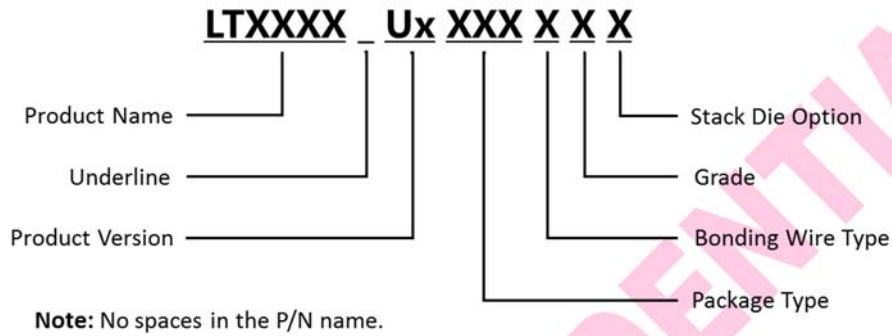 LTXXXX _ Ux XXX X X X
Product Name
Stack Die Option
Underline
Grade
Product Version
Bonding Wire Type
Package Type
Note: No spaces in the P/N name.
DENTIA